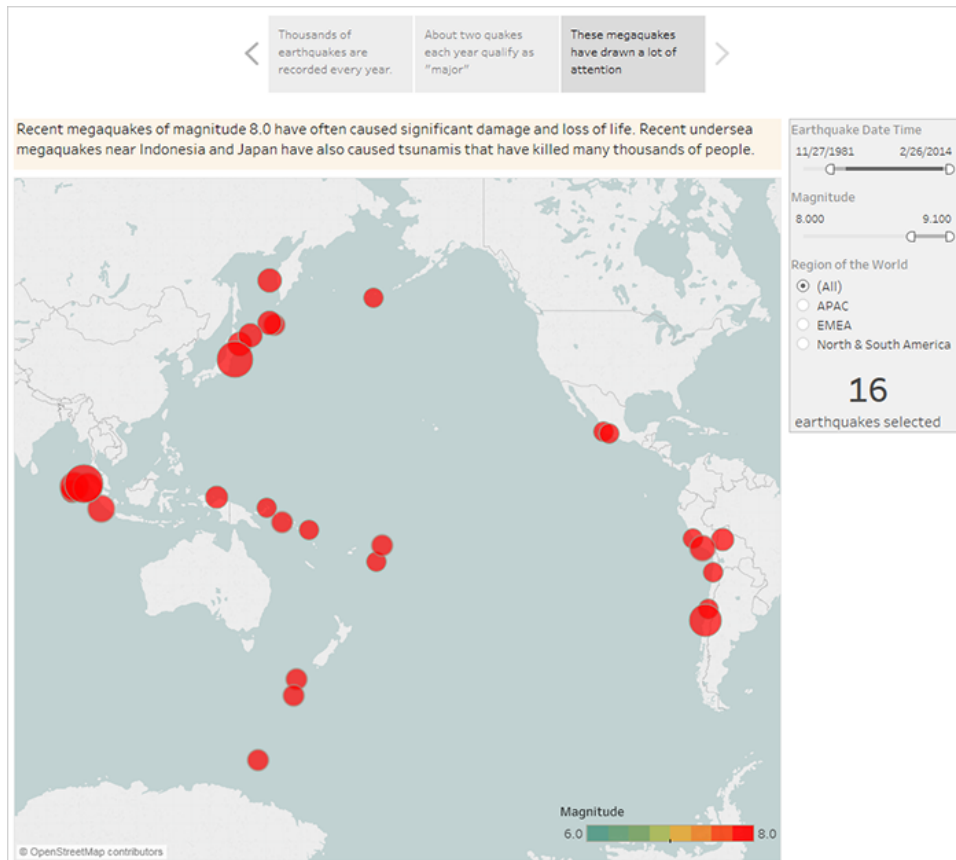 Thousands of
earthquakes are
recorded every year.
About two quakes
each year qualify as
"major"
These megaquakes
have drawn a lot of
attention
Recent megaquakes of magnitude 8.0 have often caused significant damage and loss of life. Recent undersea
megaquakes near Indonesia and Japan have also caused tsunamis that have killed many thousands of people.
Earthquake Date Time
11/27/1981 2/26/2014
Magnitude
8.000 9.100
Region of the World
(All)
APAC
EMEA
North & South America
16
earthquakes selected
Magnitude
6.0 8.0
© OpenStreetMap contributors